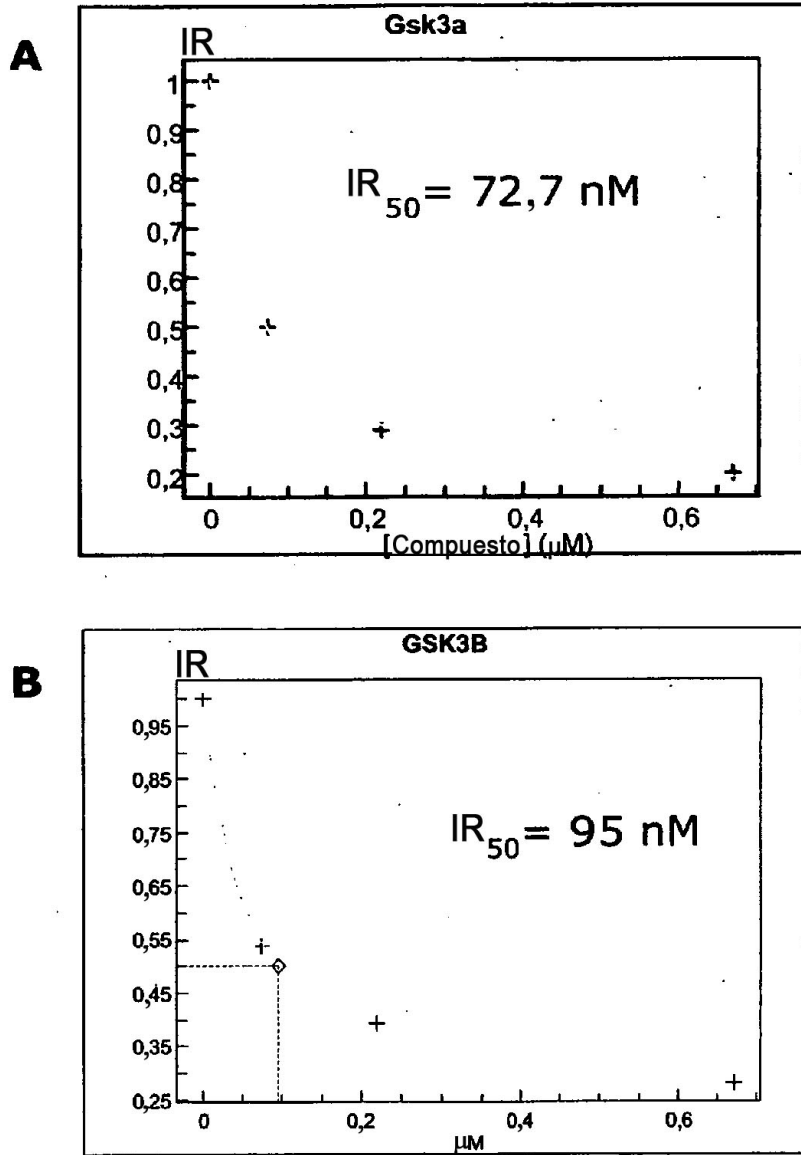 A
Gsk3a
IR
1
0,9
0,8
0,7
0,6
0,5
0,4
0,3
0,2
IR50 = 72,7 nM
0 0,2 0,4 0,6
[Compuesto] (μM)
B
GSK3B
IR
0,95
0,85
0,75
0,65
0,55
0,45
0,35
0,25
IR50 = 95 nM
0 0,2 0,4 0,6
μM